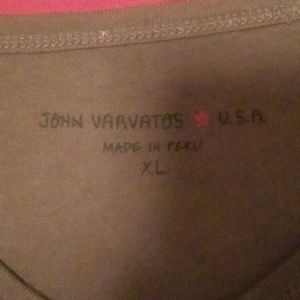 JOHN VARVATOS ★ U.S.A.
MADE IN PERU
XL